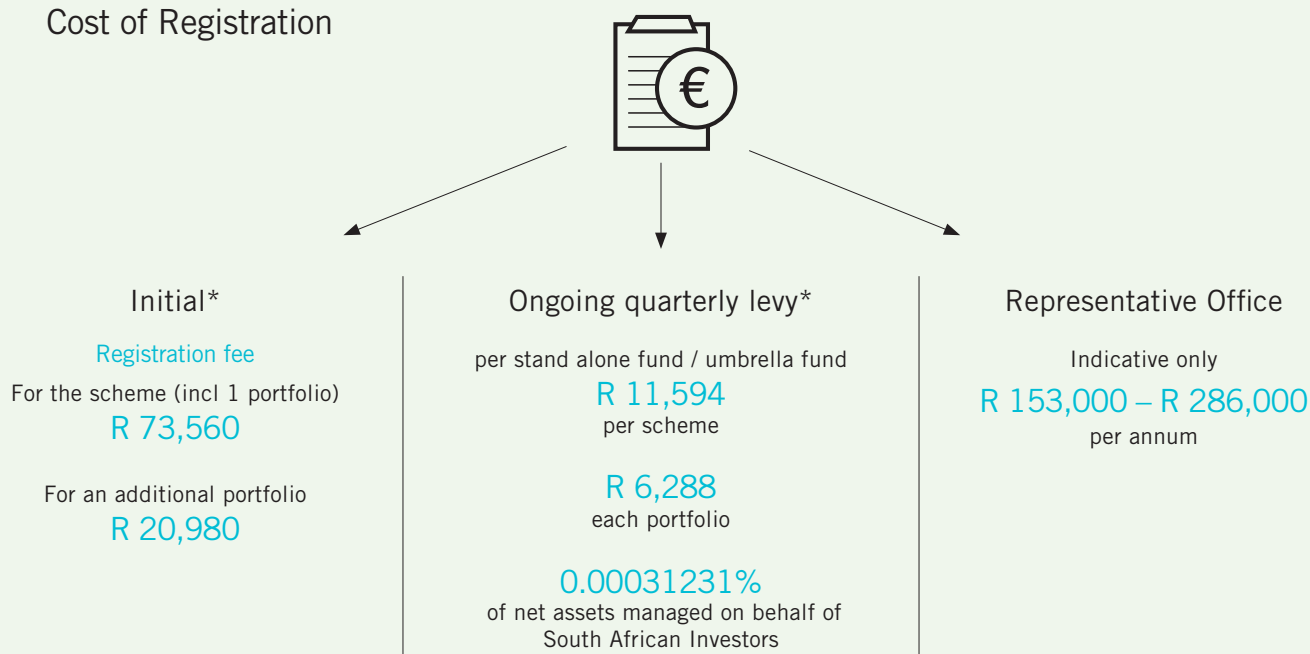 Cost of Registration
€
Initial*
Registration fee
For the scheme (incl 1 portfolio)
R 73,560
For an additional portfolio
R 20,980
Ongoing quarterly levy*
per stand alone fund / umbrella fund
R 11,594
per scheme
R 6,288
each portfolio
0.00031231%
of net assets managed on behalf of
South African Investors
Representative Office
Indicative only
R 153,000 – R 286,000
per annum